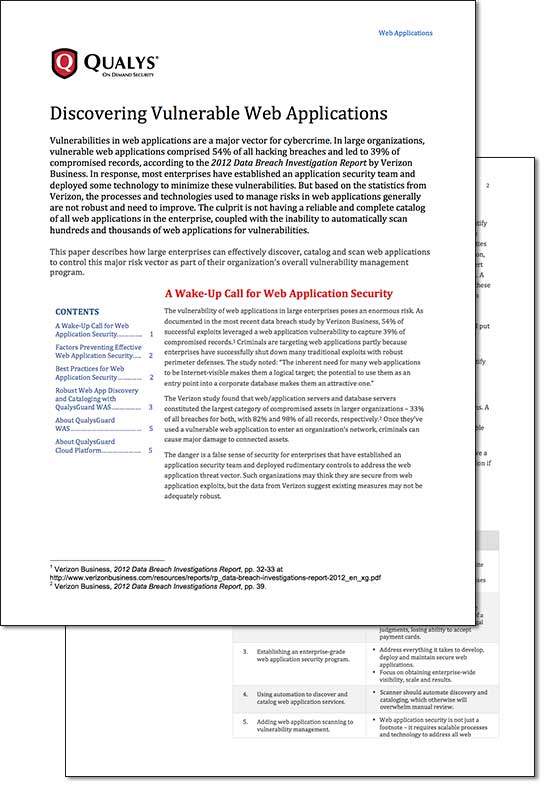 Web Applications
QUALYS®
ON DEMAND SECURITY
Discovering Vulnerable Web Applications
Vulnerabilities in web applications are a major vector for cybercrime. In large organizations,
vulnerable web applications comprised 54% of all hacking breaches and led to 39% of
compromised records, according to the 2012 Data Breach Investigation Report by Verizon
Business. In response, most enterprises have established an application security team and
deployed some technology to minimize these vulnerabilities. But based on the statistics from
Verizon, the processes and technologies used to manage risks in web applications generally
are not robust and need to improve. The culprit is not having a reliable and complete catalog
of all web applications in the enterprise, coupled with the inability to automatically scan
hundreds and thousands of web applications for vulnerabilities.
This paper describes how large enterprises can effectively discover, catalog and scan web applications
to control this major risk vector as part of their organization's overall vulnerability management
program.
CONTENTS
A Wake-Up Call for Web
Application Security............... 1
Factors Preventing Effective
Web Application Security..... 2
Best Practices for Web
Application Security............... 2
Robust Web App Discovery
and Cataloging with
QualysGuard WAS.................. 3
About QualysGuard
WAS.......................................... 5
About QualysGuard
Cloud Platform........................ 5
A Wake-Up Call for Web Application Security
The vulnerability of web applications in large enterprises poses an enormous risk. As
documented in the most recent data breach study by Verizon Business, 54% of
successful exploits leveraged a web application vulnerability to capture 39% of
compromised records.¹ Criminals are targeting web applications partly because
enterprises have successfully shut down many traditional exploits with robust
perimeter defenses. The study noted: "The inherent need for many web applications
to be Internet-visible makes them a logical target; the potential to use them as an
entry point into a corporate database makes them an attractive one."
The Verizon study found that web/application servers and database servers
constituted the largest category of compromised assets in larger organizations – 33%
of all breaches for both, with 82% and 98% of all records, respectively.² Once they've
used a vulnerable web application to enter an organization's network, criminals can
cause major damage to connected assets.
The danger is a false sense of security for enterprises that have established an
application security team and deployed rudimentary controls to address the web
application threat vector. Such organizations may think they are secure from web
application exploits, but the data from Verizon suggest existing measures may not be
adequately robust.
1 Verizon Business, 2012 Data Breach Investigations Report, pp. 32-33 at
http://www.verizonbusiness.com/resources/reports/rp_data-breach-investigations-report-2012_en_xg.pdf
2 Verizon Business, 2012 Data Breach Investigations Report, pp. 39.
2
judgments, losing ability to accept
payment cards.
3. Establishing an enterprise-grade
web application security program.
• Address everything it takes to develop,
deploy and maintain secure web
applications.
• Focus on obtaining enterprise-wide
visibility, scale and results.
4. Using automation to discover and
catalog web application services.
• Scanner should automate discovery and
cataloging, which otherwise will
overwhelm manual review.
5. Adding web application scanning to
vulnerability management.
• Web application security is not just a
footnote – it requires scalable processes
and technology to address all web